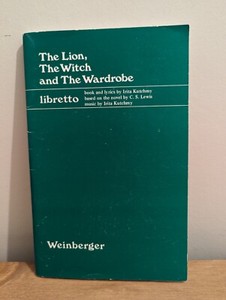 The Lion,
The Witch
and The Wardrobe
libretto
book and lyrics by Irita Kutchmy
based on the novel by C. S. Lewis
music by Irita Kutchmy
Weinberger